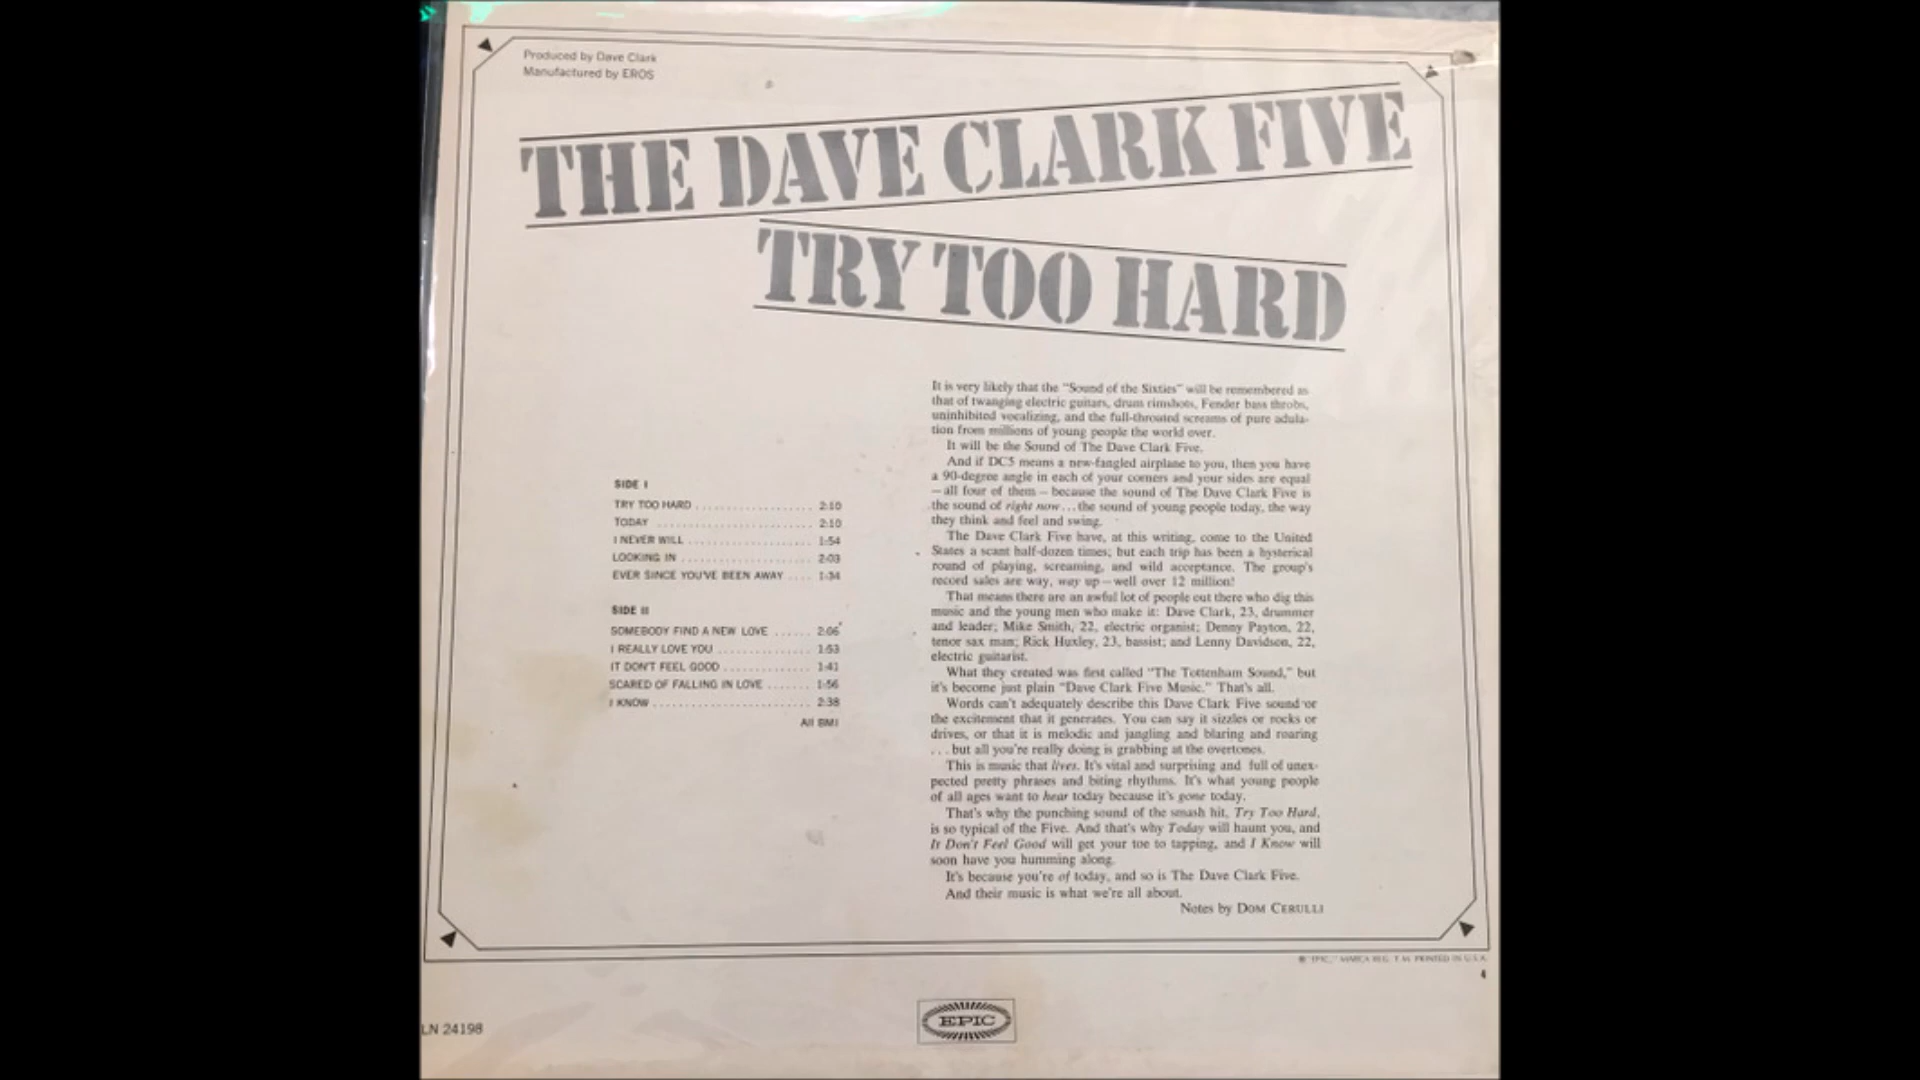 Produced by Dave Clark
Manufactured by EROS
THE DAVE CLARK FIVE
TRY TOO HARD
SIDE I
TRY TOO HARD .................... 2:10
TODAY .......................... 2:10
I NEVER WILL ..................... 1:54
LOOKING IN ...................... 2:03
EVER SINCE YOU'VE BEEN AWAY .... 1:34
SIDE II
SOMEBODY FIND A NEW LOVE ...... 2:06
I REALLY LOVE YOU ................ 1:53
IT DON'T FEEL GOOD ............... 1:41
SCARED OF FALLING IN LOVE ....... 1:56
I KNOW .......................... 2:38
All BMI
It is very likely that the "Sound of the Sixties" will be remembered as
that of twanging electric guitars, drum rimshots, Fender bass throbs,
uninhibited vocalizing, and the full-throated screams of pure adula-
tion from millions of young people the world over.
It will be the Sound of The Dave Clark Five.
And if DC5 means a new-fangled airplane to you, then you have
a 90-degree angle in each of your corners and your sides are equal
—all four of them—because the sound of The Dave Clark Five is
the sound of right now...the sound of young people today, the way
they think and feel and swing.
The Dave Clark Five have, at this writing, come to the United
States a scant half-dozen times; but each trip has been a hysterical
round of playing, screaming, and wild acceptance. The group's
record sales are way, way up—well over 12 million!
That means there are an awful lot of people out there who dig this
music and the young men who make it: Dave Clark, 23, drummer
and leader; Mike Smith, 22, electric organist; Denny Payton, 22,
tenor sax man; Rick Huxley, 23, bassist; and Lenny Davidson, 22,
electric guitarist.
What they created was first called "The Tottenham Sound," but
it's become just plain "Dave Clark Five Music." That's all.
Words can't adequately describe this Dave Clark Five sound or
the excitement that it generates. You can say it sizzles or rocks or
drives, or that it is melodic and jangling and blaring and roaring
...but all you're really doing is grabbing at the overtones.
This is music that lives. It's vital and surprising and full of unex-
pected pretty phrases and biting rhythms. It's what young people
of all ages want to hear today because it's gone today.
That's why the punching sound of the smash hit, Try Too Hard,
is so typical of the Five. And that's why Today will haunt you, and
It Don't Feel Good will get your toe to tapping, and I Know will
soon have you humming along.
It's because you're of today, and so is The Dave Clark Five.
And their music is what we're all about.
Notes by DOM CERULLI
® "EPIC," MARCA REG. T.M. PRINTED IN U.S.A.
4
LN 24198
EPIC